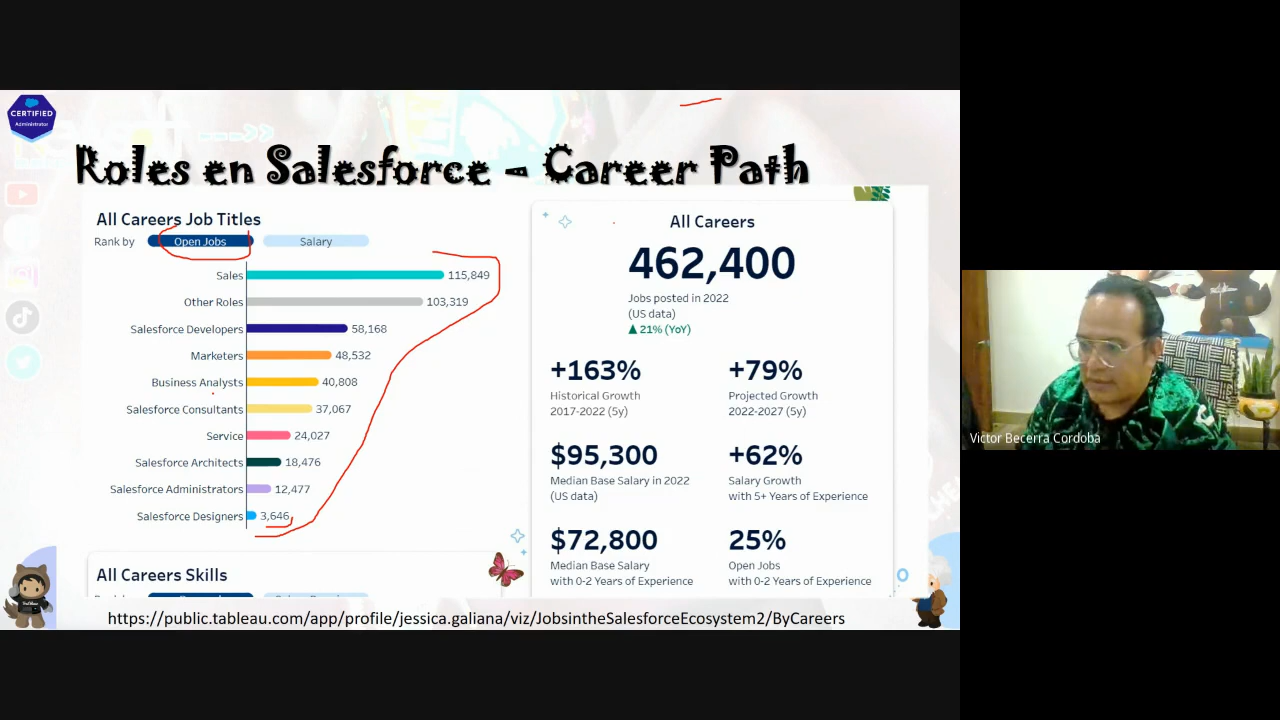 CERTIFIED
Administrator
Roles en Salesforce - Career Path
All Careers Job Titles
Rank by Open Jobs Salary
Sales 115,849
Other Roles 103,319
Salesforce Developers 58,168
Marketers 48,532
Business Analysts 40,808
Salesforce Consultants 37,067
Service 24,027
Salesforce Architects 18,476
Salesforce Administrators 12,477
Salesforce Designers 3,646
All Careers Skills
All Careers
462,400
Jobs posted in 2022
(US data)
▲ 21% (YoY)
+163%
Historical Growth
2017-2022 (5y)
+79%
Projected Growth
2022-2027 (5y)
$95,300
Median Base Salary in 2022
(US data)
+62%
Salary Growth
with 5+ Years of Experience
$72,800
Median Base Salary
with 0-2 Years of Experience
25%
Open Jobs
with 0-2 Years of Experience
https://public.tableau.com/app/profile/jessica.galiana/viz/JobsintheSalesforceEcosystem2/ByCareers
Victor Becerra Cordoba